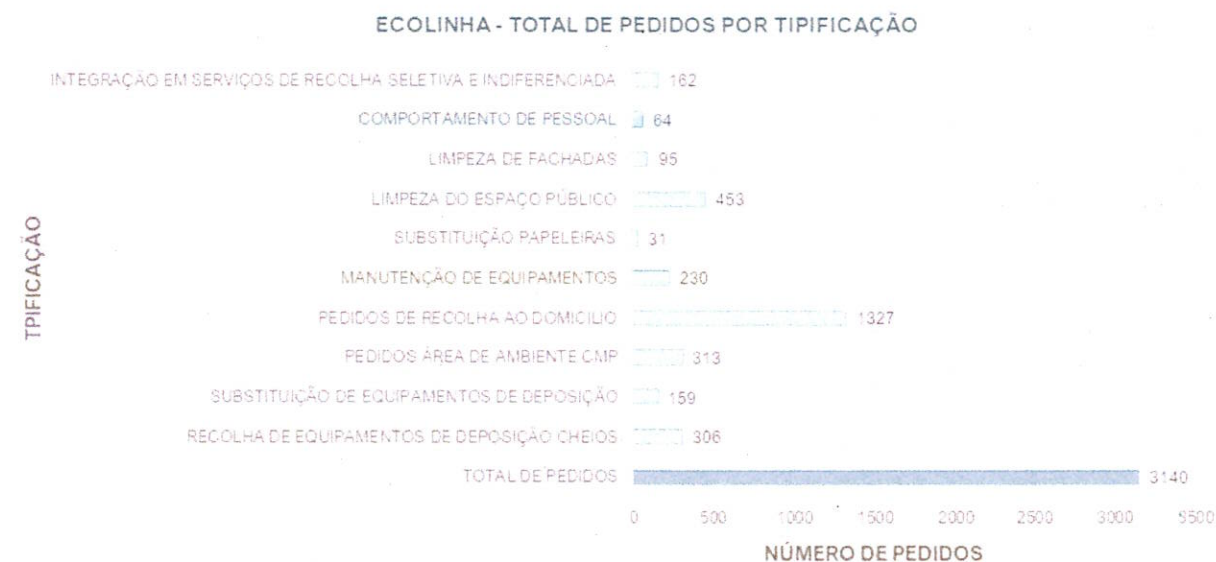 ECOLINHA - TOTAL DE PEDIDOS POR TIPIFICAÇÃO
INTEGRAÇÃO EM SERVIÇOS DE RECOLHA SELETIVA E INDIFERENCIADA 162
COMPORTAMENTO DE PESSOAL 64
LIMPEZA DE FACHADAS 95
LIMPEZA DO ESPAÇO PÚBLICO 453
SUBSTITUIÇÃO PAPELEIRAS 31
MANUTENÇÃO DE EQUIPAMENTOS 230
PEDIDOS DE RECOLHA AO DOMICILIO 1327
PEDIDOS ÁREA DE AMBIENTE CMP 313
SUBSTITUIÇÃO DE EQUIPAMENTOS DE DEPOSIÇÃO 159
RECOLHA DE EQUIPAMENTOS DE DEPOSIÇÃO CHEIOS 306
TOTAL DE PEDIDOS 3140
TPIFICAÇÃO
0 500 1000 1500 2000 2500 3000 3500
NÚMERO DE PEDIDOS